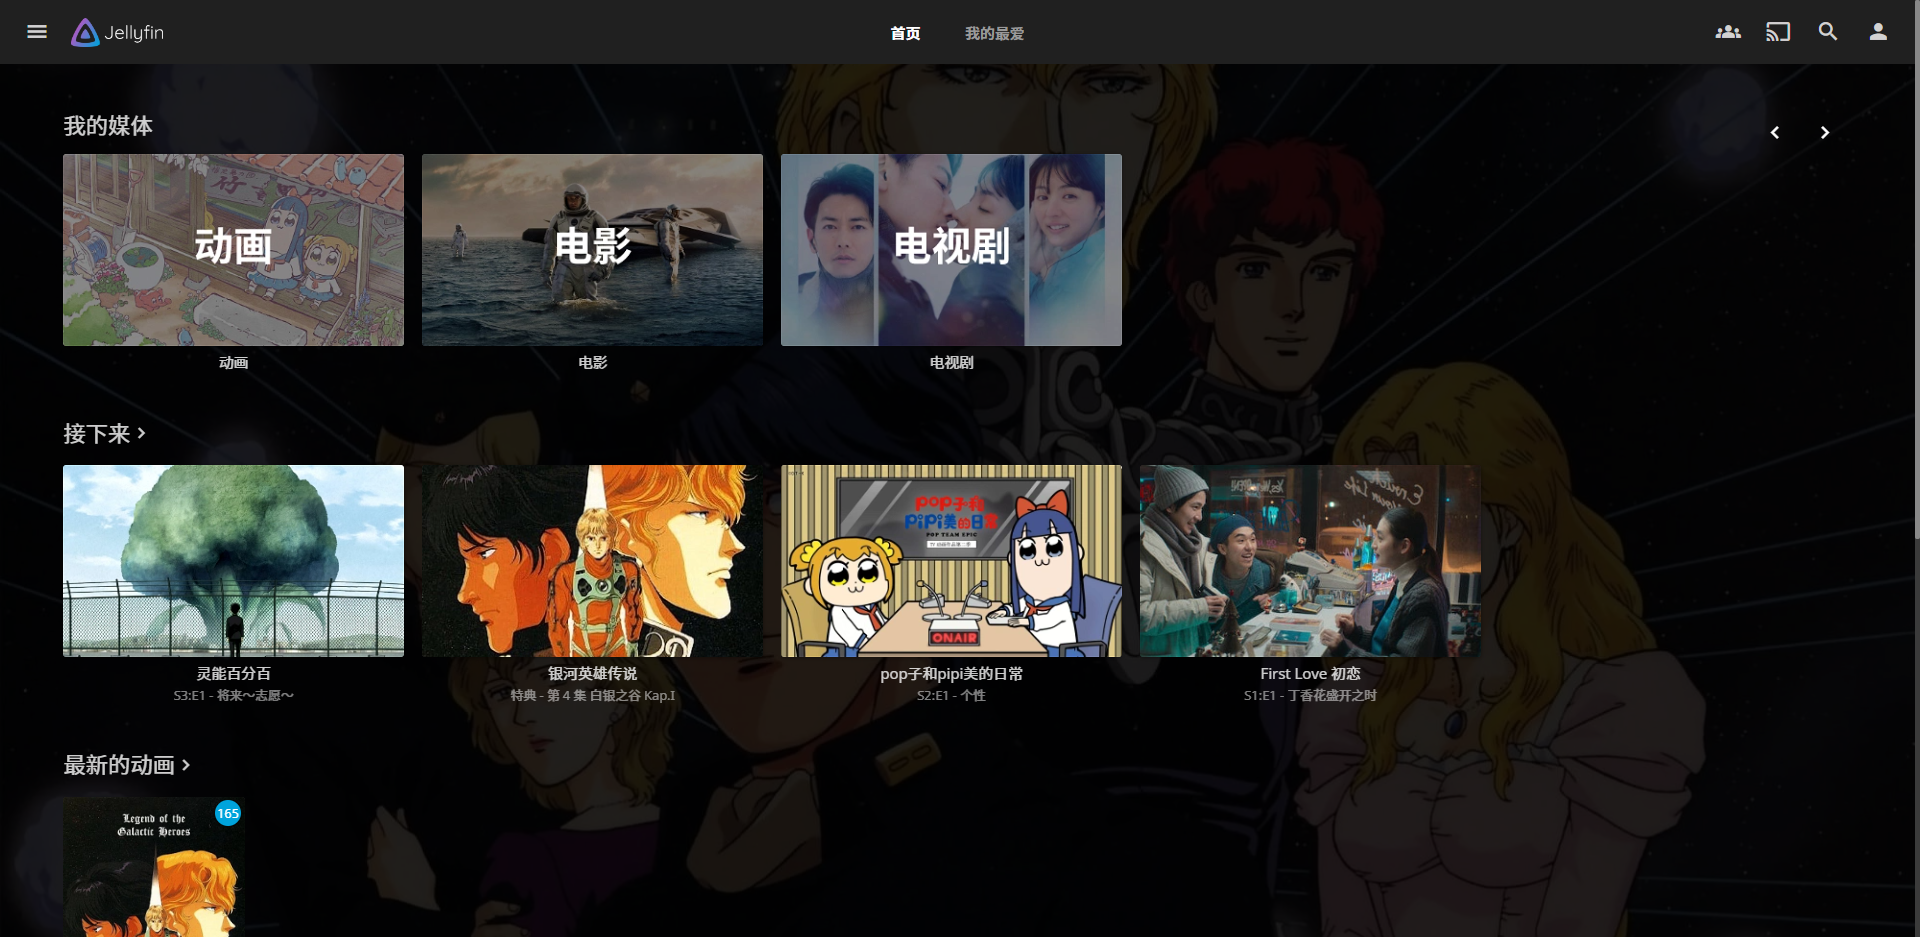 Jellyfin
首页
我的最爱
我的媒体
动画
电影
电视剧
动画
电影
电视剧
接下来
pop子和
pipi美的日常
POP TEAM EPIC
ON AIR
灵能百分百
S3:E1 - 将来～志愿～
银河英雄传说
特典 - 第 4 集 白银之谷 Kap.I
pop子和pipi美的日常
S2:E1 - 个性
First Love 初恋
S1:E1 - 丁香花盛开之时
最新的动画
Legend of the
Galactic Heroes
165